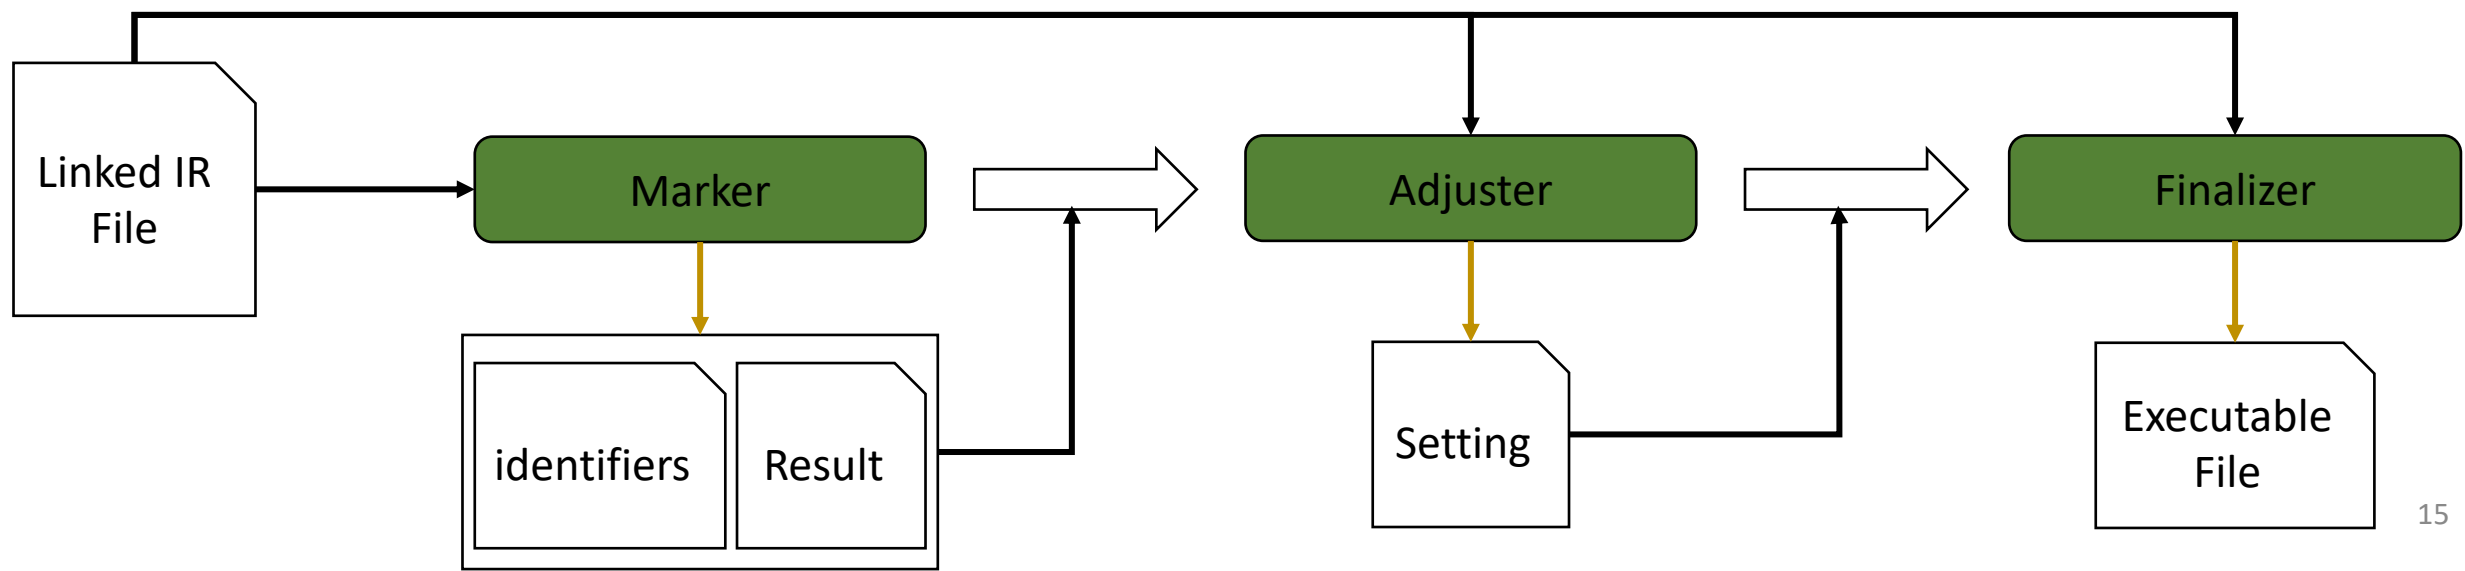 Linked IR
File
Marker
Adjuster
Finalizer
identifiers
Result
Setting
Executable
File
15